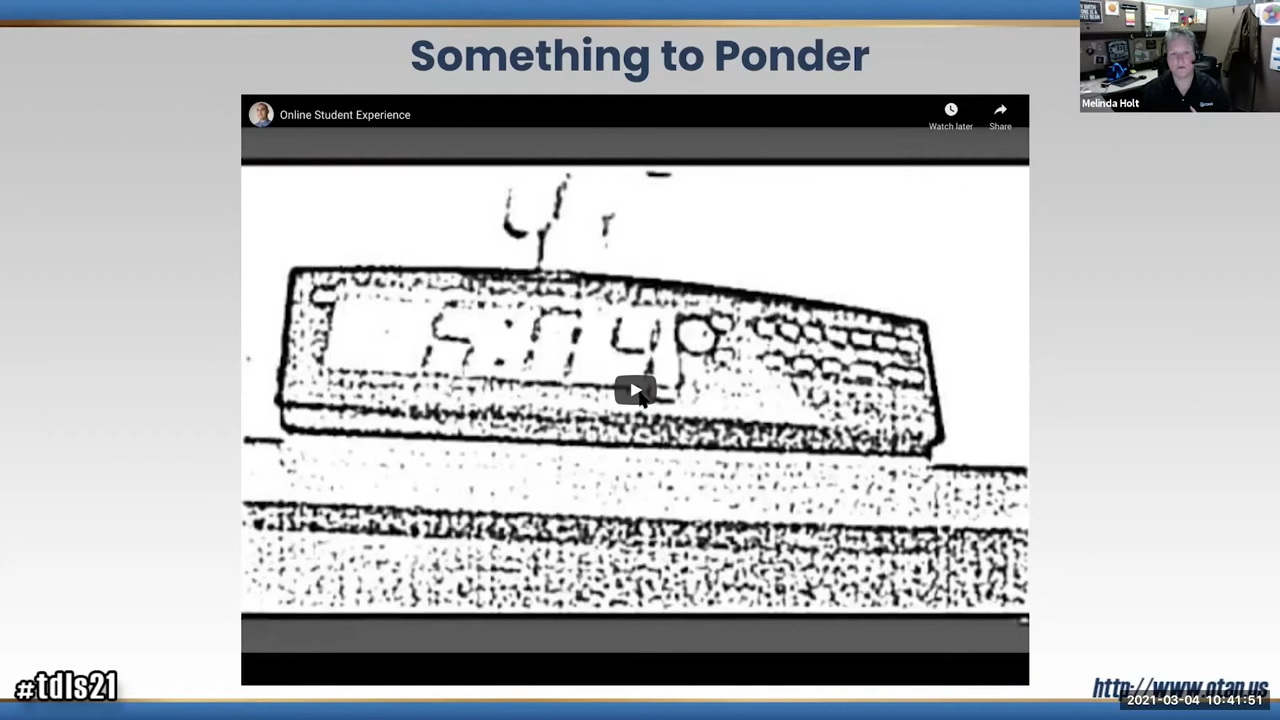 Something to Ponder
Online Student Experience
Watch later
Share
Melinda Holt
#tdls21
http://www.otan.us
2021-03-04 10:41:51